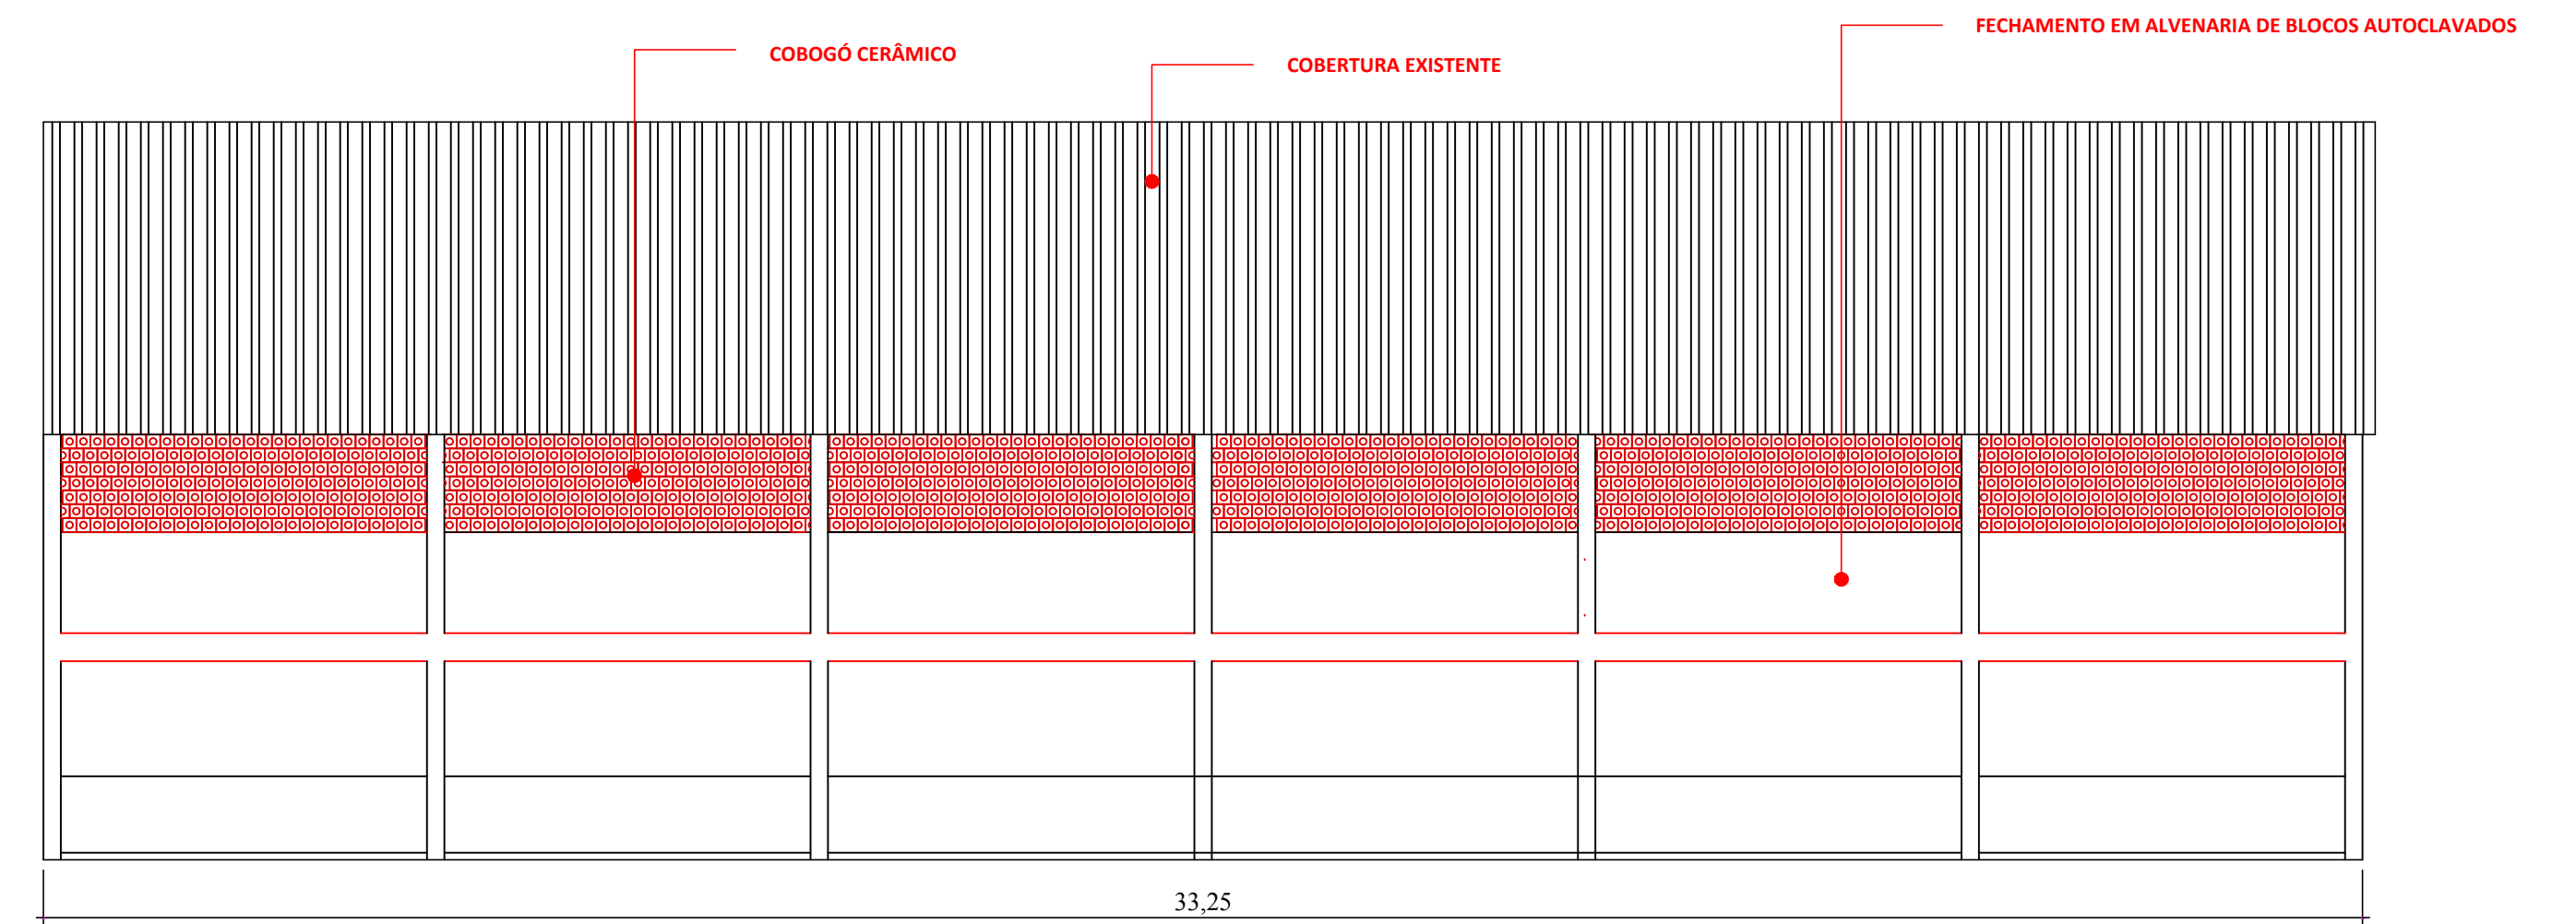 FECHAMENTO EM ALVENARIA DE BLOCOS AUTOCLAVADOS
COBOGÓ CERÂMICO
COBERTURA EXISTENTE
33,25